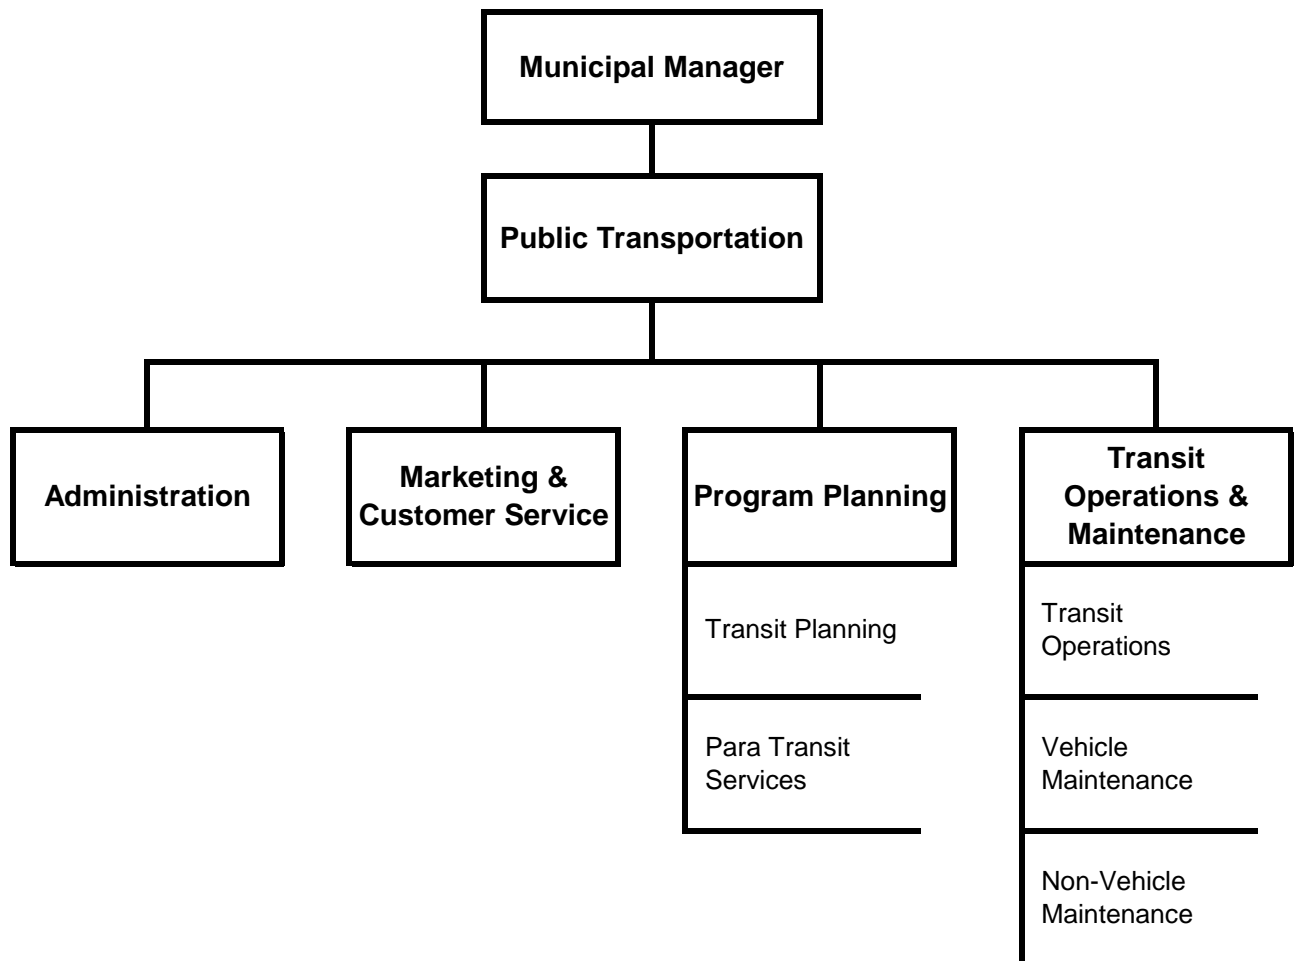 Municipal Manager
Public Transportation
Administration
Marketing &
Customer Service
Program Planning
Transit
Operations &
Maintenance
Transit Planning
Para Transit
Services
Transit
Operations
Vehicle
Maintenance
Non-Vehicle
Maintenance